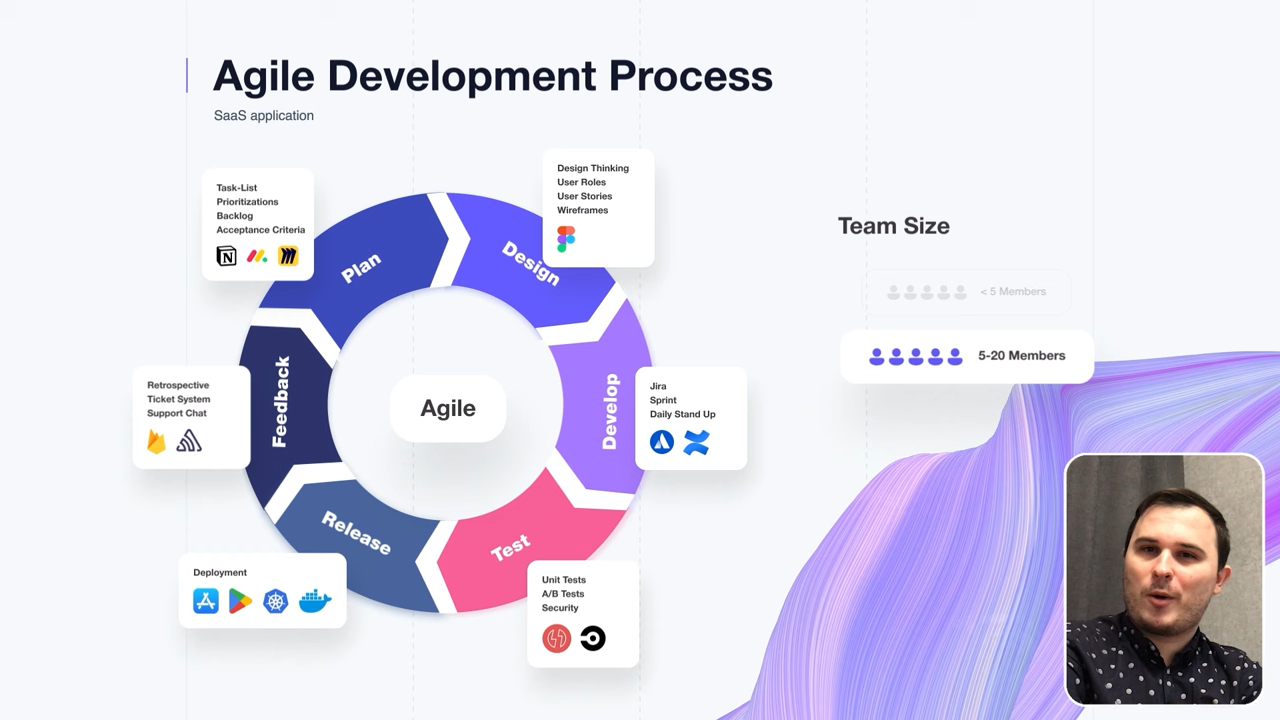 Agile Development Process
SaaS application
Task-List
Prioritizations
Backlog
Acceptance Criteria
N
Design Thinking
User Roles
User Stories
Wireframes
Plan
Design
Team Size
< 5 Members
5-20 Members
Retrospective
Ticket System
Support Chat
Feedback
Agile
Develop
Jira
Sprint
Daily Stand Up
Release
Test
Deployment
Unit Tests
A/B Tests
Security